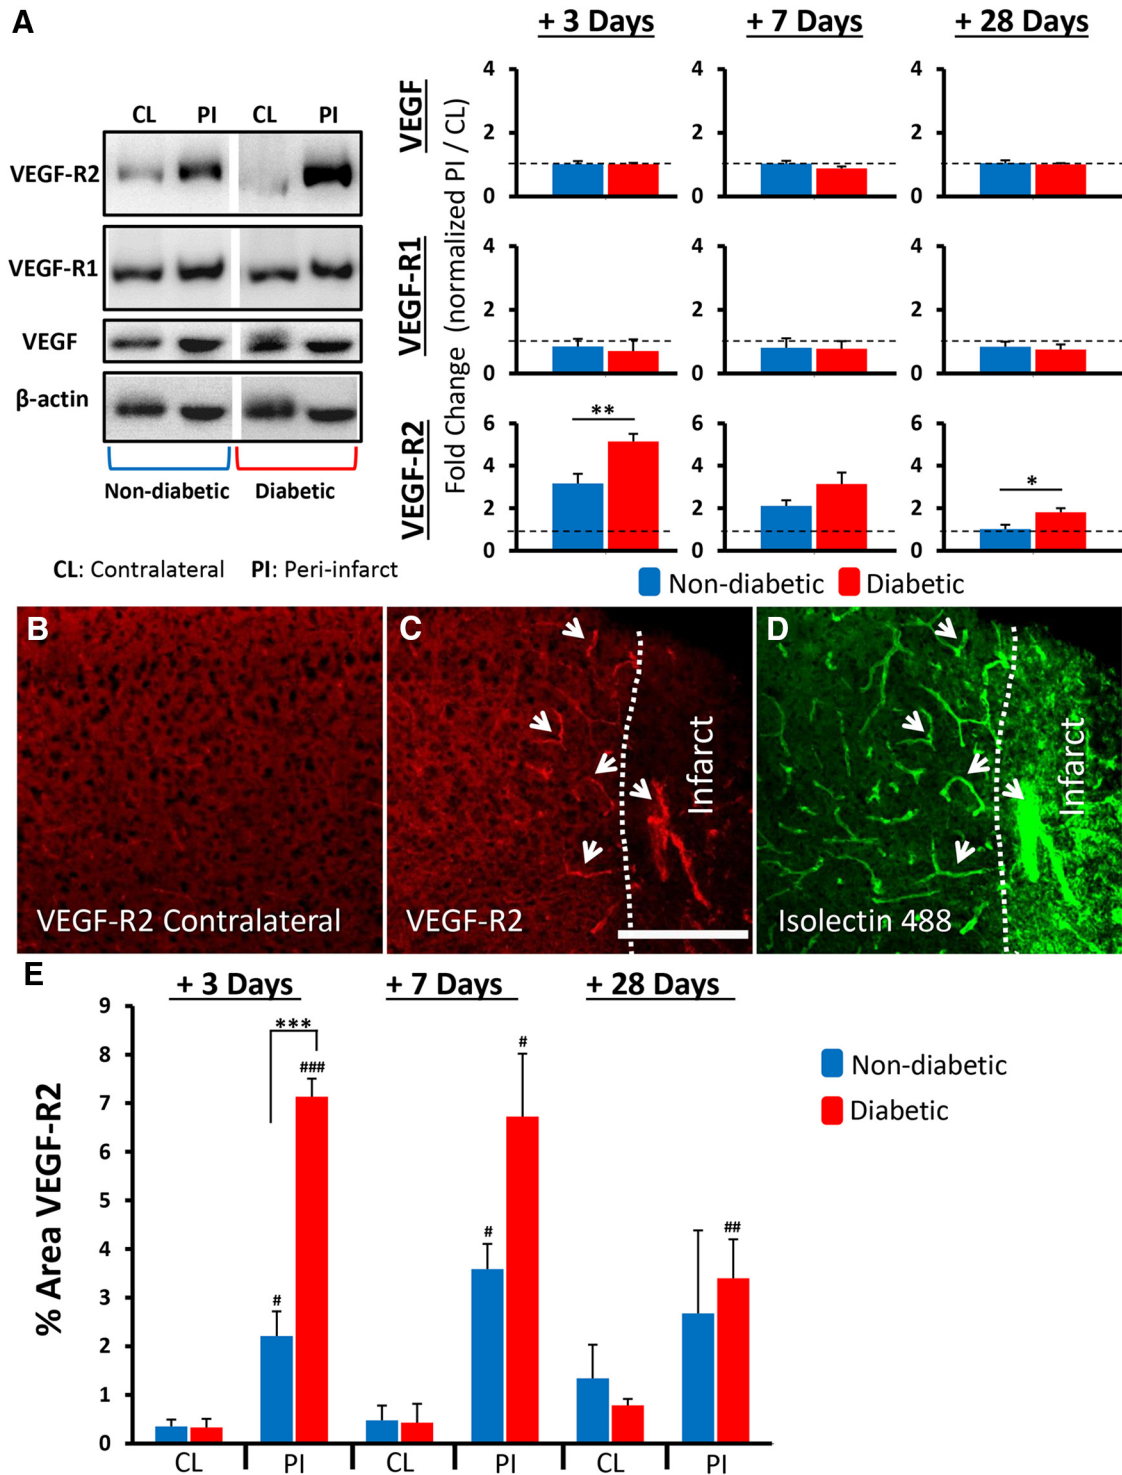 A
+ 3 Days
+ 7 Days
+ 28 Days
CL PI CL PI
VEGF-R2
VEGF-R1
VEGF
β-actin
Non-diabetic
Diabetic
CL: Contralateral PI: Peri-infarct
Fold Change (normalized PI / CL)
VEGF
4
2
0
4
2
0
4
2
0
VEGF-R1
4
2
0
4
2
0
4
2
0
VEGF-R2
6
4
2
0
**
6
4
2
0
6
4
2
0
*
Non-diabetic
Diabetic
B
VEGF-R2 Contralateral
C
Infarct
VEGF-R2
D
Infarct
Isolectin 488
E
+ 3 Days
+ 7 Days
+ 28 Days
% Area VEGF-R2
9
8
7
6
5
4
3
2
1
0
#
***
###
#
#
##
CL PI CL PI CL PI
Non-diabetic
Diabetic